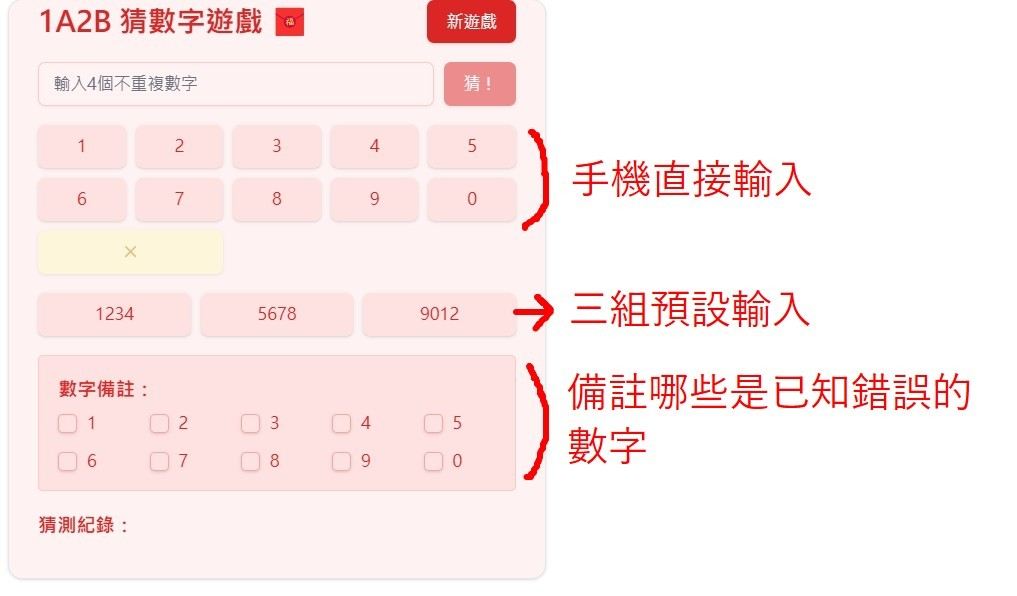 1A2B 猜數字遊戲 福
新遊戲
輸入4個不重複數字
猜！
1 2 3 4 5
6 7 8 9 0
×
手機直接輸入
1234 5678 9012
三組預設輸入
數字備註：
1 2 3 4 5
6 7 8 9 0
備註哪些是已知錯誤的
數字
猜測紀錄：